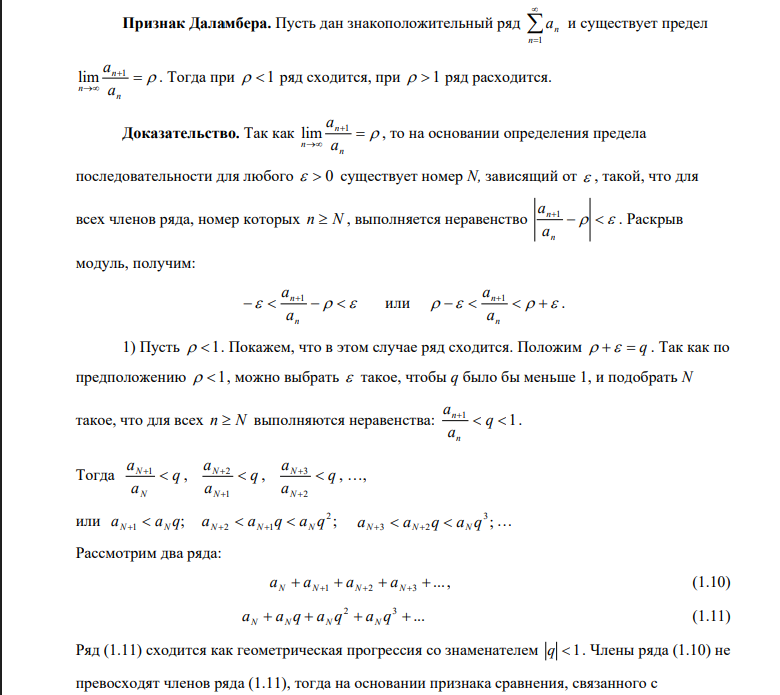 Признак Даламбера. Пусть дан знакоположительный ряд $\sum_{n=1}^{\infty} a_n$ и существует предел
$\lim_{n\to\infty} \frac{a_{n+1}}{a_n} = \rho$. Тогда при $\rho < 1$ ряд сходится, при $\rho > 1$ ряд расходится.
Доказательство. Так как $\lim_{n\to\infty} \frac{a_{n+1}}{a_n} = \rho$, то на основании определения предела
последовательности для любого $\varepsilon > 0$ существует номер N, зависящий от $\varepsilon$, такой, что для
всех членов ряда, номер которых $n \geq N$, выполняется неравенство $\left|\frac{a_{n+1}}{a_n} - \rho\right| < \varepsilon$. Раскрыв
модуль, получим:
$-\varepsilon < \frac{a_{n+1}}{a_n} - \rho < \varepsilon$ или $\rho - \varepsilon < \frac{a_{n+1}}{a_n} < \rho + \varepsilon$.
1) Пусть $\rho < 1$. Покажем, что в этом случае ряд сходится. Положим $\rho + \varepsilon = q$. Так как по
предположению $\rho < 1$, можно выбрать $\varepsilon$ такое, чтобы q было бы меньше 1, и подобрать N
такое, что для всех $n \geq N$ выполняются неравенства: $\frac{a_{n+1}}{a_n} < q < 1$.
Тогда $\frac{a_{N+1}}{a_N} < q$, $\frac{a_{N+2}}{a_{N+1}} < q$, $\frac{a_{N+3}}{a_{N+2}} < q$, …,
или $a_{N+1} < a_N q$; $a_{N+2} < a_{N+1} q < a_N q^2$; $a_{N+3} < a_{N+2} q < a_N q^3$; …
Рассмотрим два ряда:
$a_N + a_{N+1} + a_{N+2} + a_{N+3} + ...$, (1.10)
$a_N + a_N q + a_N q^2 + a_N q^3 + ...$ (1.11)
Ряд (1.11) сходится как геометрическая прогрессия со знаменателем $|q| < 1$. Члены ряда (1.10) не
превосходят членов ряда (1.11), тогда на основании признака сравнения, связанного с